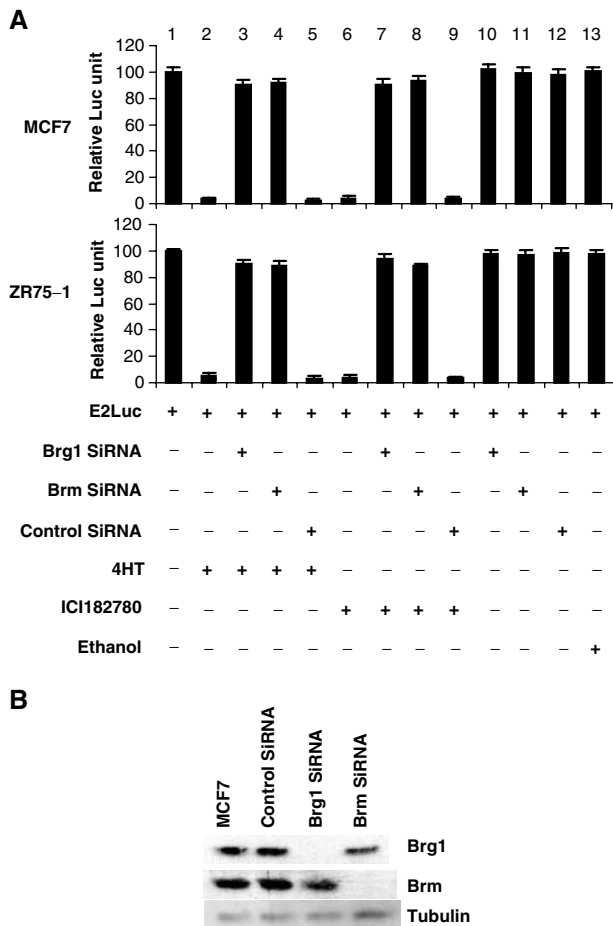 A
1 2 3 4 5 6 7 8 9 10 11 12 13
MCF7
Relative Luc unit
120
100
80
60
40
20
0
ZR75–1
Relative Luc unit
120
100
80
60
40
20
0
E2Luc + + + + + + + + + + + + +
Brg1 SiRNA – – + – – – + – – + – – –
Brm SiRNA – – – + – – – + – – + – –
Control SiRNA – – – – + – – – + – – + –
4HT – + + + + – – – – – – – –
ICI182780 – – – – – + + + + – – – –
Ethanol – – – – – – – – – – – – +
B
MCF7
Control SiRNA
Brg1 SiRNA
Brm SiRNA
Brg1
Brm
Tubulin